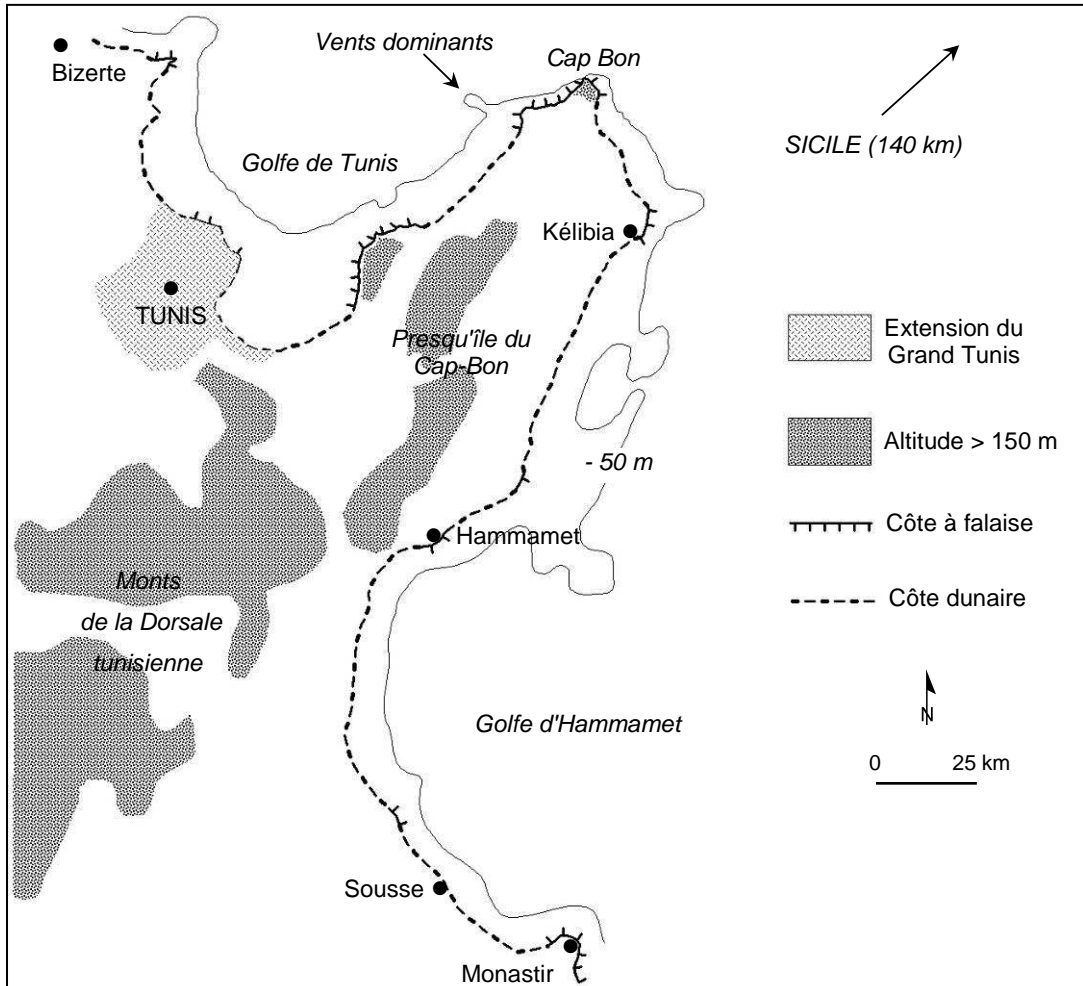 Vents dominants
Cap Bon
Bizerte
SICILE (140 km)
Golfe de Tunis
Kélibia
TUNIS
Extension du
Grand Tunis
Presqu'île du
Cap-Bon
Altitude > 150 m
- 50 m
Côte à falaise
Hammamet
Monts
de la Dorsale
tunisienne
Côte dunaire
Golfe d'Hammamet
N
0 25 km
Sousse
Monastir